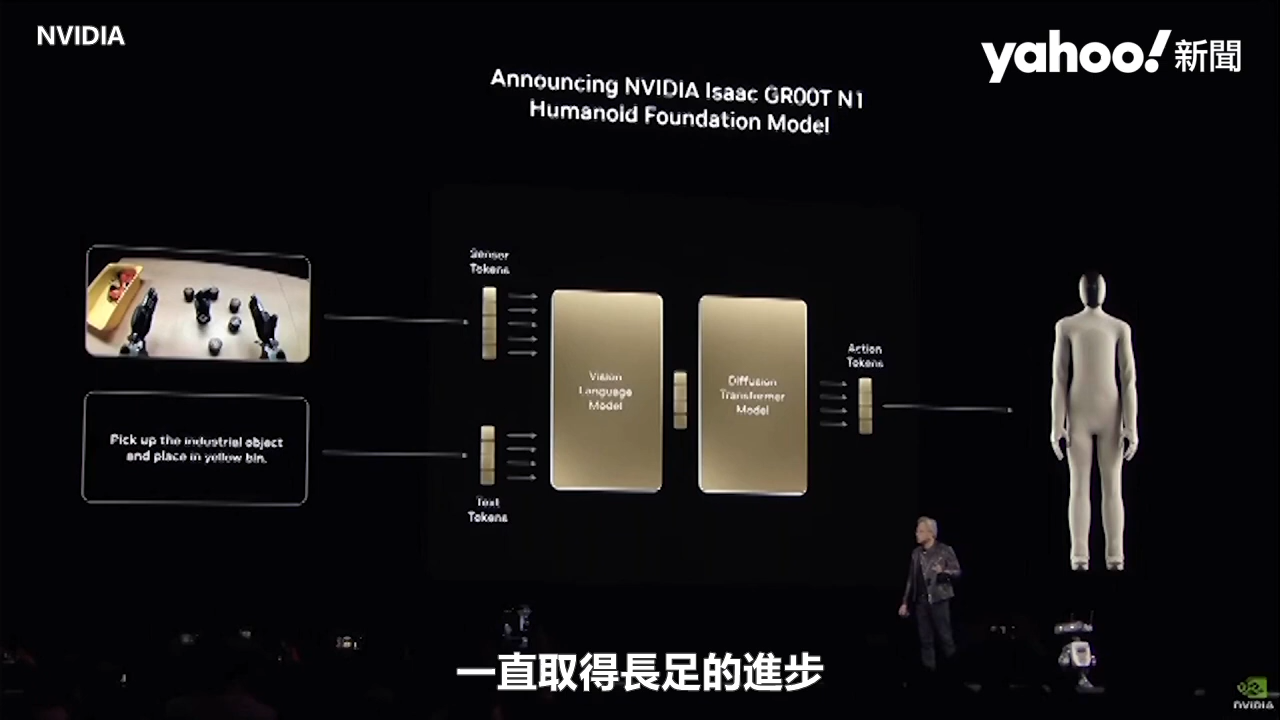 NVIDIA
yahoo!新聞
Announcing NVIDIA Isaac GR00T N1
Humanoid Foundation Model
Sensor
Tokens
Vision
Language
Model
Diffusion
Transformer
Model
Action
Tokens
Pick up the industrial object
and place in yellow bin.
Text
Tokens
一直取得長足的進步
NVIDIA